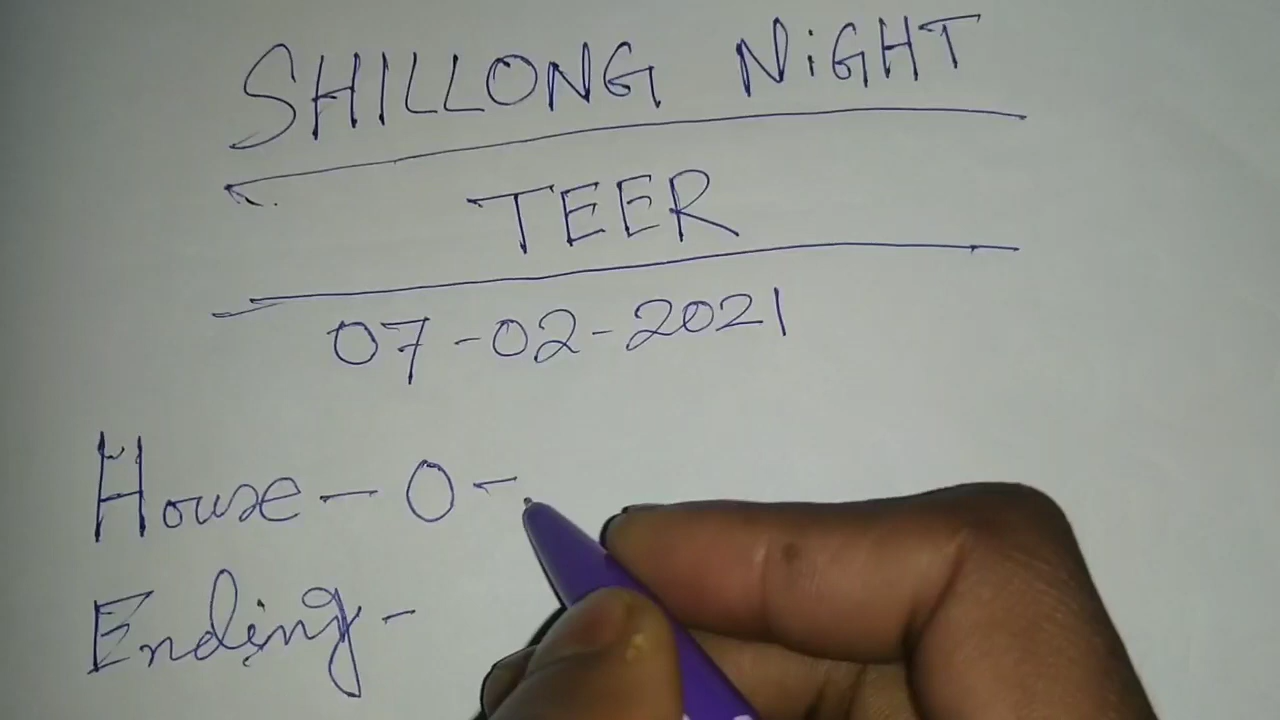 SHILLONG NiGHT
TEER
07-02-2021
House - 0 -
Ending -